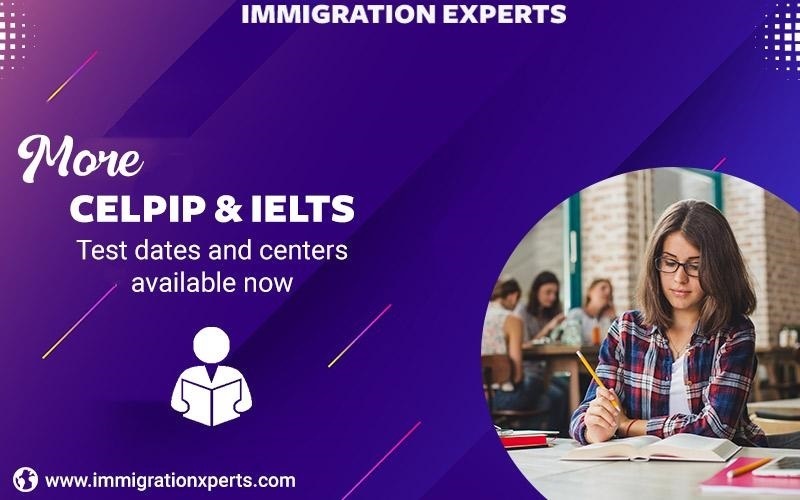 IMMIGRATION EXPERTS
More
CELPIP & IELTS
Test dates and centers
available now
www.immigrationxperts.com